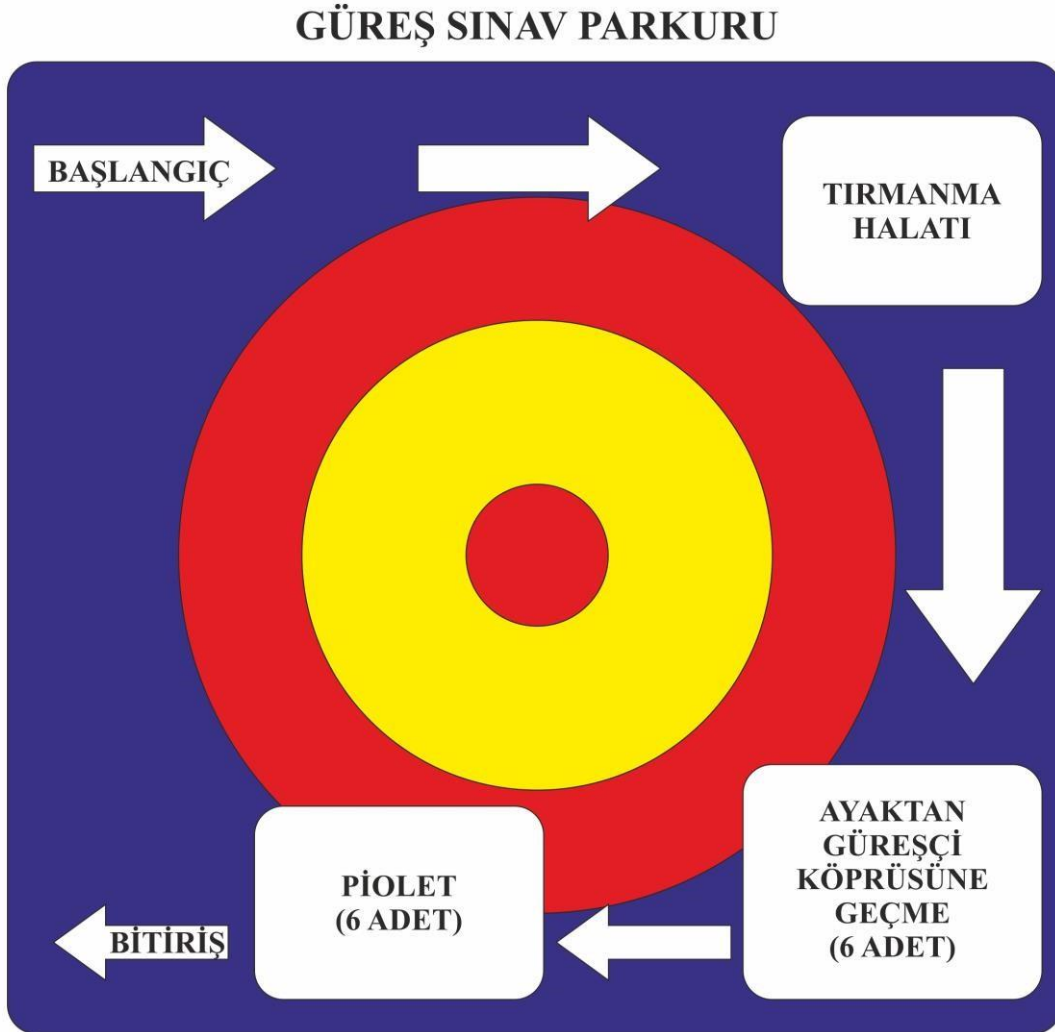 GÜREŞ SINAV PARKURU
BAŞLANGIÇ
TIRMANMA
HALATI
AYAKTAN
GÜREŞÇİ
KÖPRÜSÜNE
GEÇME
(6 ADET)
PİOLET
(6 ADET)
BİTİRİŞ